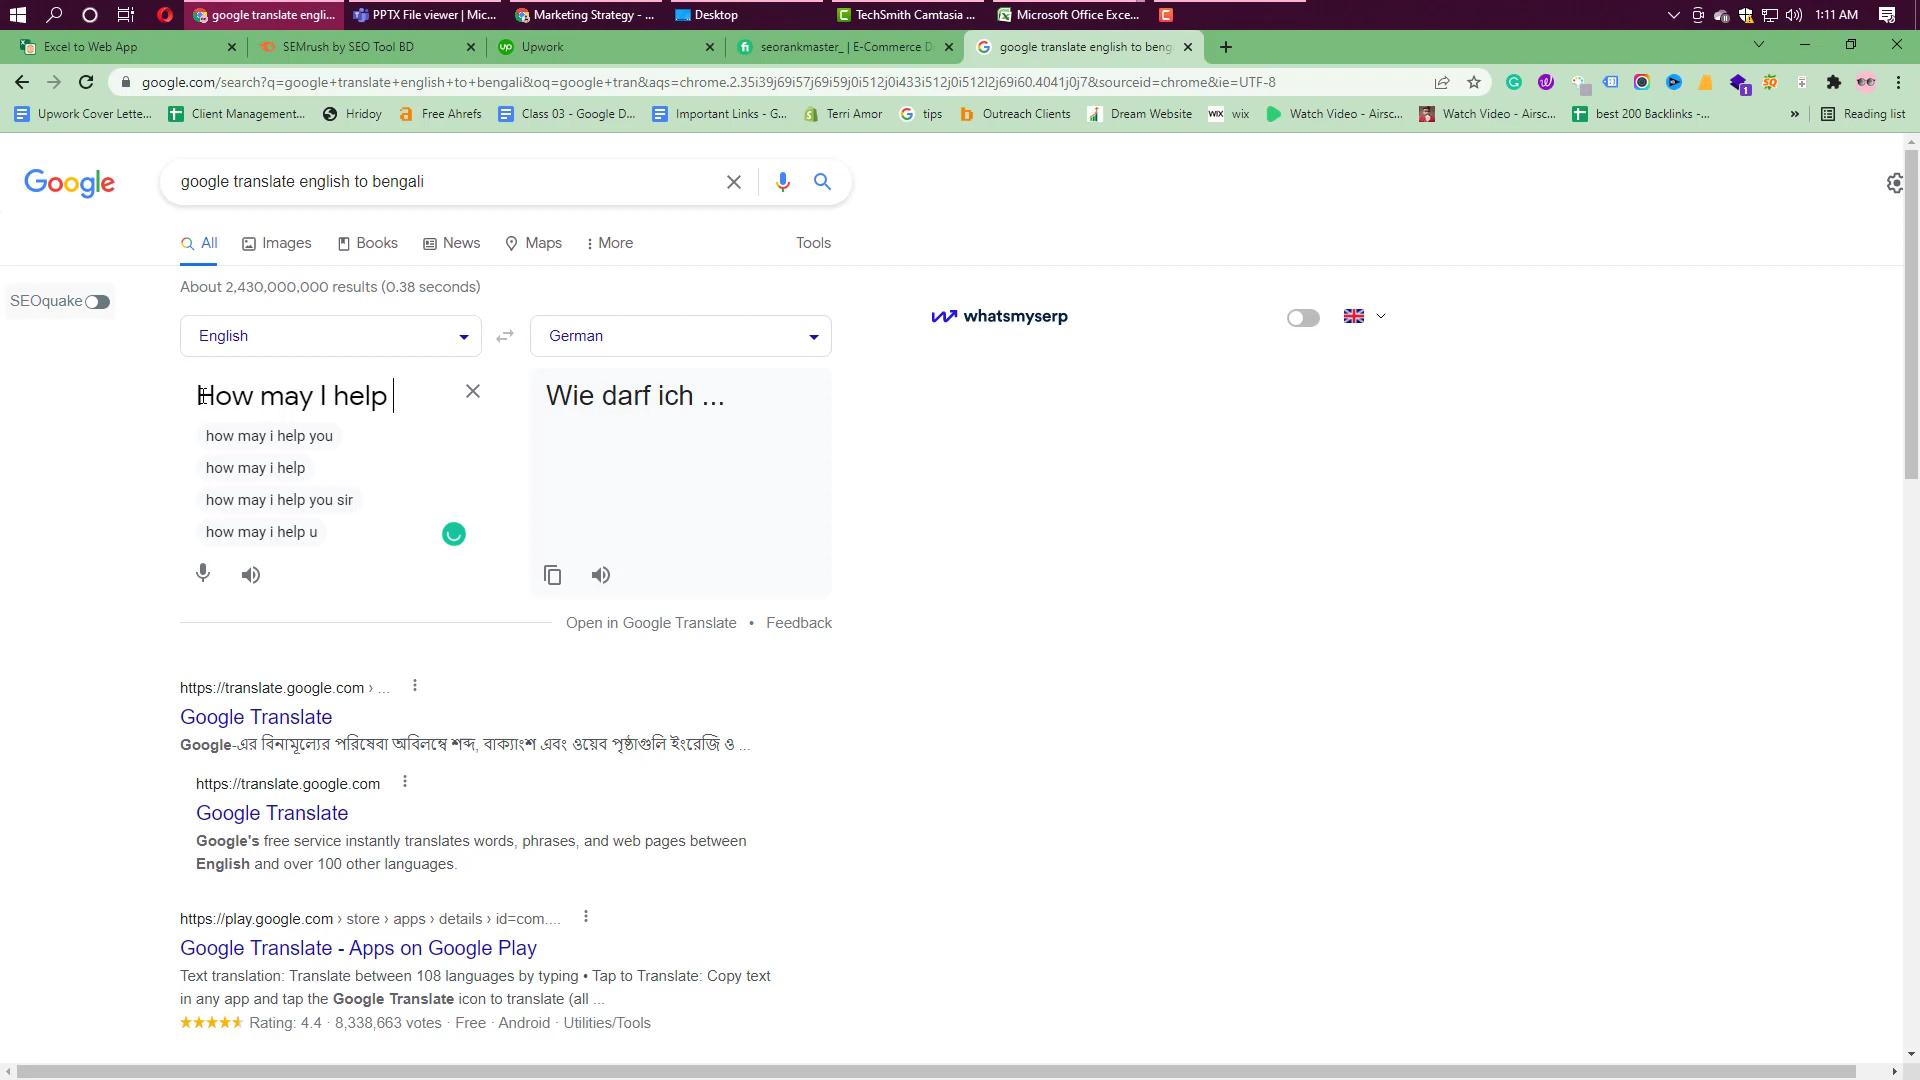 google translate engli...
PPTX File viewer | Mic...
Marketing Strategy - ...
Desktop
TechSmith Camtasia ...
Microsoft Office Exce...
1:11 AM
Excel to Web App
SEMrush by SEO Tool BD
Upwork
seorankmaster_ | E-Commerce D
google translate english to beng
google.com/search?q=google+translate+english+to+bengali&oq=google+tran&aqs=chrome.2.35i39j69i57j69i59j0i512j0i433i512j0i512l2j69i60.4041j0j7&sourceid=chrome&ie=UTF-8
Upwork Cover Lette...
Client Management...
Hridoy
Free Ahrefs
Class 03 - Google D...
Important Links - G...
Terri Amor
tips
Outreach Clients
Dream Website
WIX wix
Watch Video - Airsc...
Watch Video - Airsc...
best 200 Backlinks -...
»
Reading list
Google
google translate english to bengali
All
Images
Books
News
Maps
More
Tools
About 2,430,000,000 results (0.38 seconds)
SEOquake
English
German
whatsmyserp
How may I help
Wie darf ich ...
how may i help you
how may i help
how may i help you sir
how may i help u
Open in Google Translate • Feedback
https://translate.google.com › ...
Google Translate
Google-এর বিনামূল্যের পরিষেবা অবিলম্বে শব্দ, বাক্যাংশ এবং ওয়েব পৃষ্ঠাগুলি ইংরেজি ও ...
https://translate.google.com
Google Translate
Google's free service instantly translates words, phrases, and web pages between
English and over 100 other languages.
https://play.google.com › store › apps › details › id=com....
Google Translate - Apps on Google Play
Text translation: Translate between 108 languages by typing • Tap to Translate: Copy text
in any app and tap the Google Translate icon to translate (all ...
Rating: 4.4 · 8,338,663 votes · Free · Android · Utilities/Tools